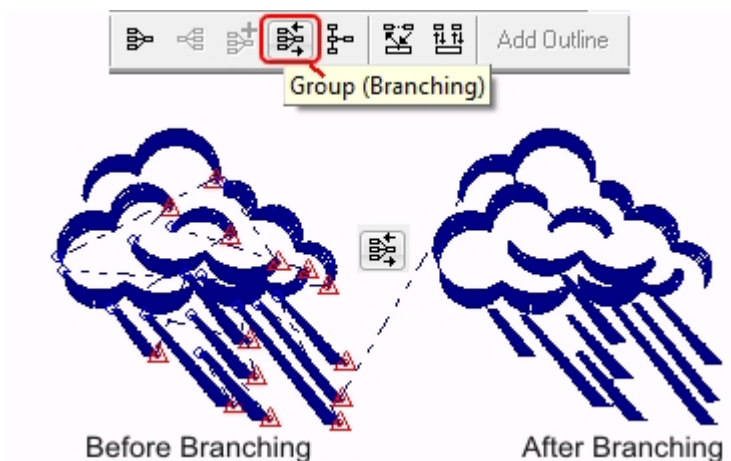 Add Outline
Group (Branching)
Before Branching
After Branching